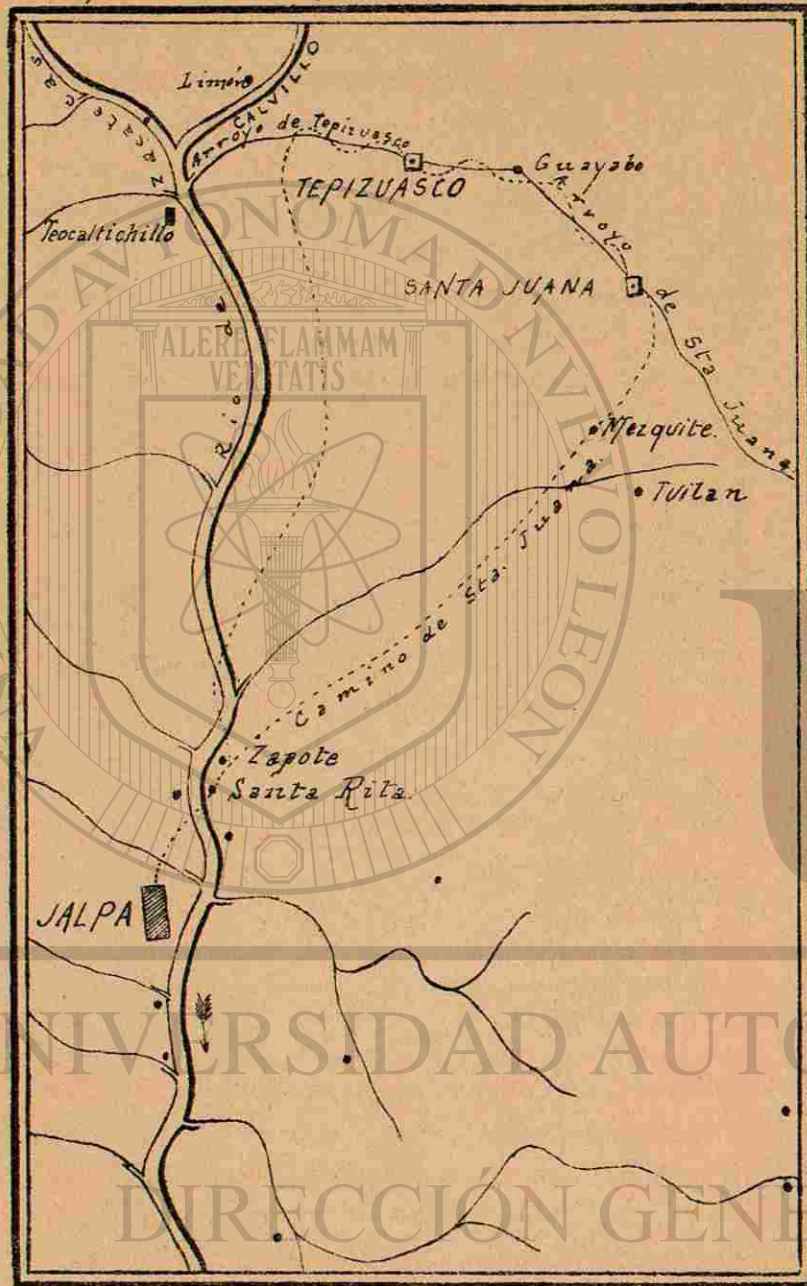 Limón
Zacatecas
CALVILLO
Arroyo de Tepizuasco
TEPIZUASCO
Guayabo
Teocaltichillo
Arroyo de Sta Juana
SANTA JUANA
Rio de
Mezquite.
Tuitan
Camino de Sta. Juana.
Zapote
Santa Rita.
JALPA
ALERE FLAMMAM
VERITATIS
UNIVERSIDAD AUTO
DIRECCIÓN GENE